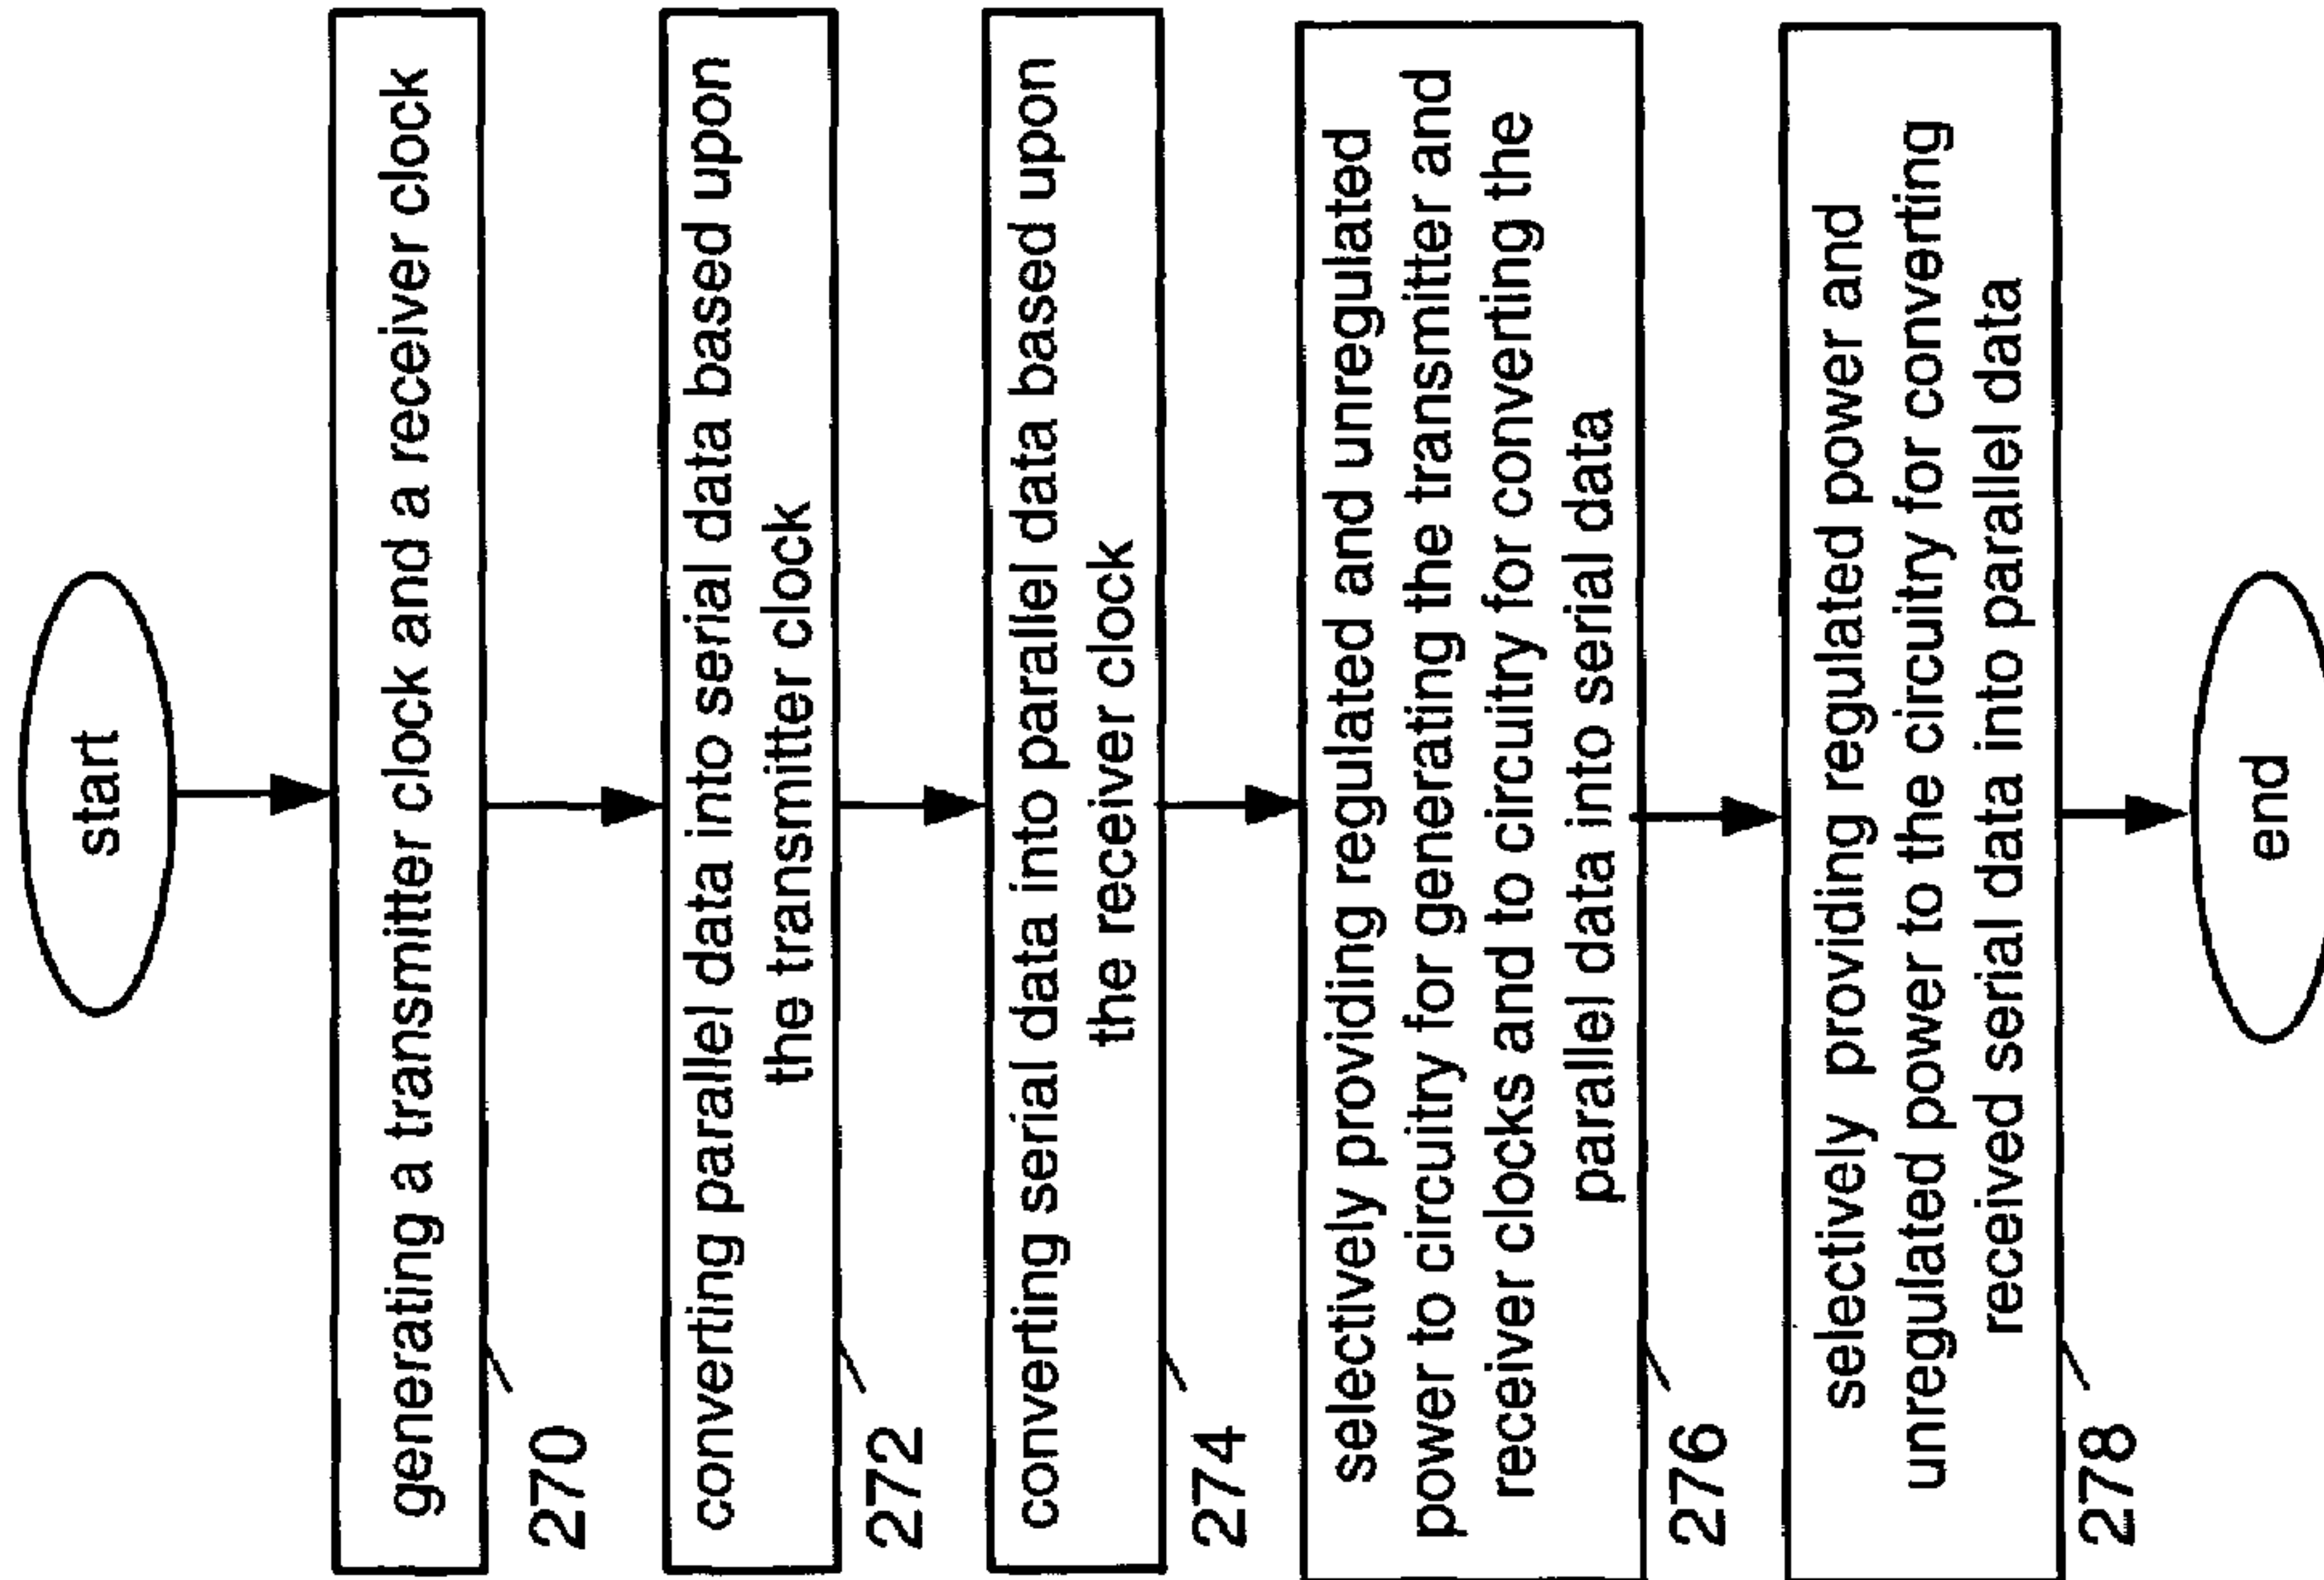 start
generating a transmitter clock and a receiver clock
270
converting parallel data into serial data based upon
the transmitter clock
272
converting serial data into parallel data based upon
the receiver clock
274
selectively providing regulated and unregulated
power to circuitry for generating the transmitter and
receiver clocks and to circuitry for converting the
parallel data into serial data
276
selectively providing regulated power and
unregulated power to the circuitry for converting
received serial data into parallel data
278
end